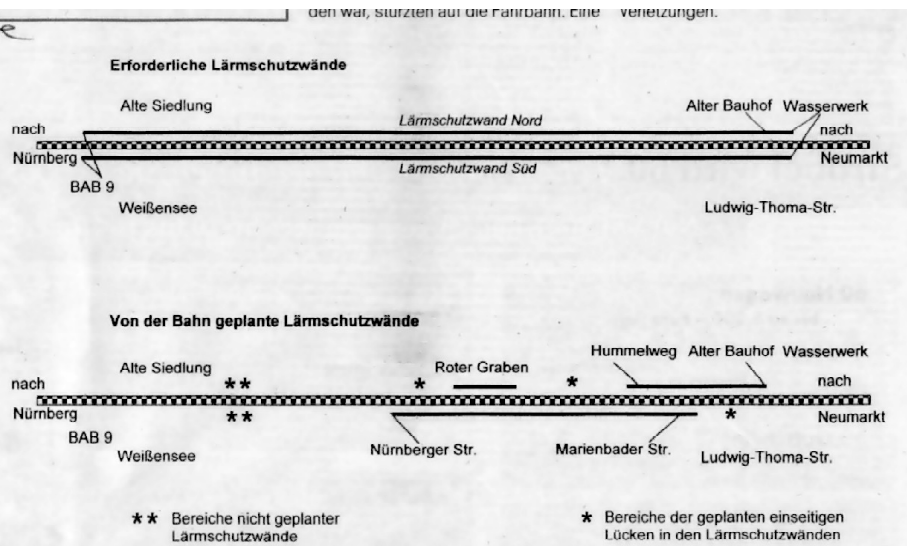 den war, stürzten auf die Fahrbahn. Eine Verletzungen.
Erforderliche Lärmschutzwände
Alte Siedlung Alter Bauhof Wasserwerk
nach Lärmschutzwand Nord nach
Nürnberg Lärmschutzwand Süd Neumarkt
BAB 9
Weißensee Ludwig-Thoma-Str.
Von der Bahn geplante Lärmschutzwände
Alte Siedlung Roter Graben Hummelweg Alter Bauhof Wasserwerk
nach ** * * nach
Nürnberg ** * Neumarkt
BAB 9
Weißensee Nürnberger Str. Marienbader Str. Ludwig-Thoma-Str.
** Bereiche nicht geplanter
Lärmschutzwände
* Bereiche der geplanten einseitigen
Lücken in den Lärmschutzwänden